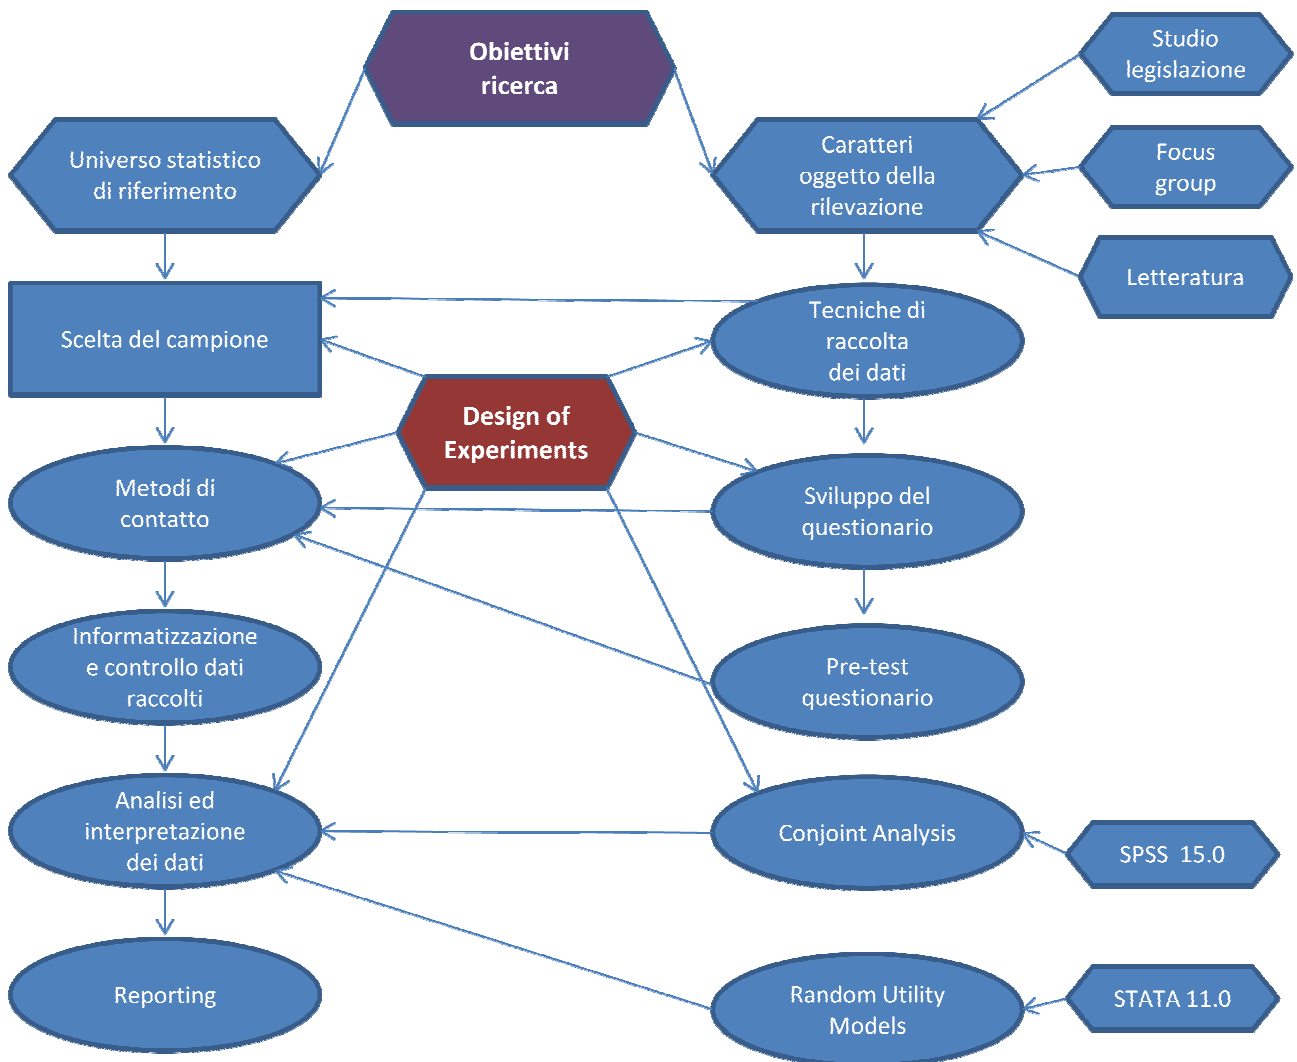 Obiettivi
ricerca
Studio
legislazione
Universo statistico
di riferimento
Caratteri
oggetto della
rilevazione
Focus
group
Letteratura
Scelta del campione
Tecniche di
raccolta
dei dati
Design of
Experiments
Metodi di
contatto
Sviluppo del
questionario
Informatizzazione
e controllo dati
raccolti
Pre-test
questionario
Analisi ed
interpretazione
dei dati
Conjoint Analysis
SPSS 15.0
Reporting
Random Utility
Models
STATA 11.0